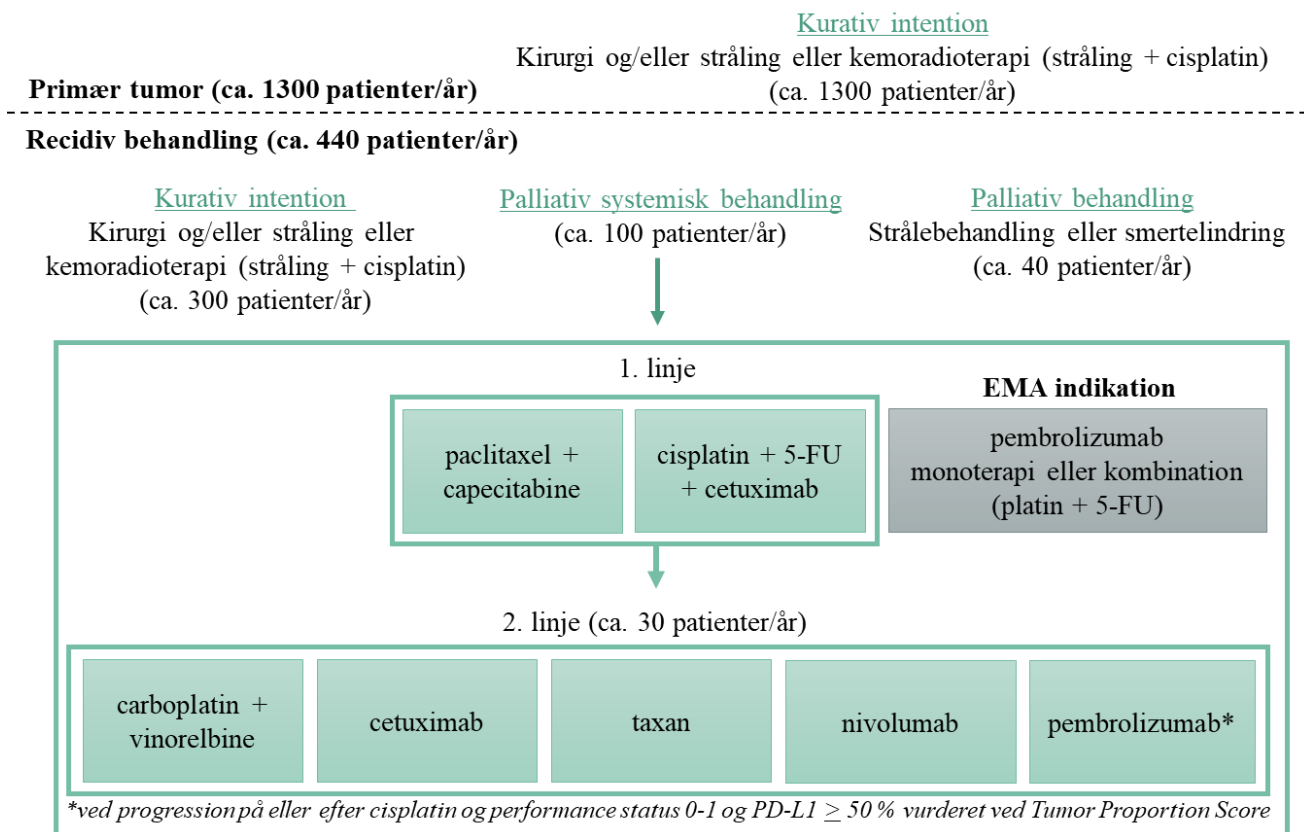 Kurativ intention
Kirurgi og/eller stråling eller kemoradioterapi (stråling + cisplatin)
(ca. 1300 patienter/år)
Primær tumor (ca. 1300 patienter/år)
Recidiv behandling (ca. 440 patienter/år)
Kurativ intention
Kirurgi og/eller stråling eller
kemoradioterapi (stråling + cisplatin)
(ca. 300 patienter/år)
Palliativ systemisk behandling
(ca. 100 patienter/år)
Palliativ behandling
Strålebehandling eller smertelindring
(ca. 40 patienter/år)
1. linje
paclitaxel +
capecitabine
cisplatin + 5-FU
+ cetuximab
EMA indikation
pembrolizumab
monoterapi eller kombination
(platin + 5-FU)
2. linje (ca. 30 patienter/år)
carboplatin +
vinorelbine
cetuximab
taxan
nivolumab
pembrolizumab*
*ved progression på eller efter cisplatin og performance status 0-1 og PD-L1 ≥ 50 % vurderet ved Tumor Proportion Score